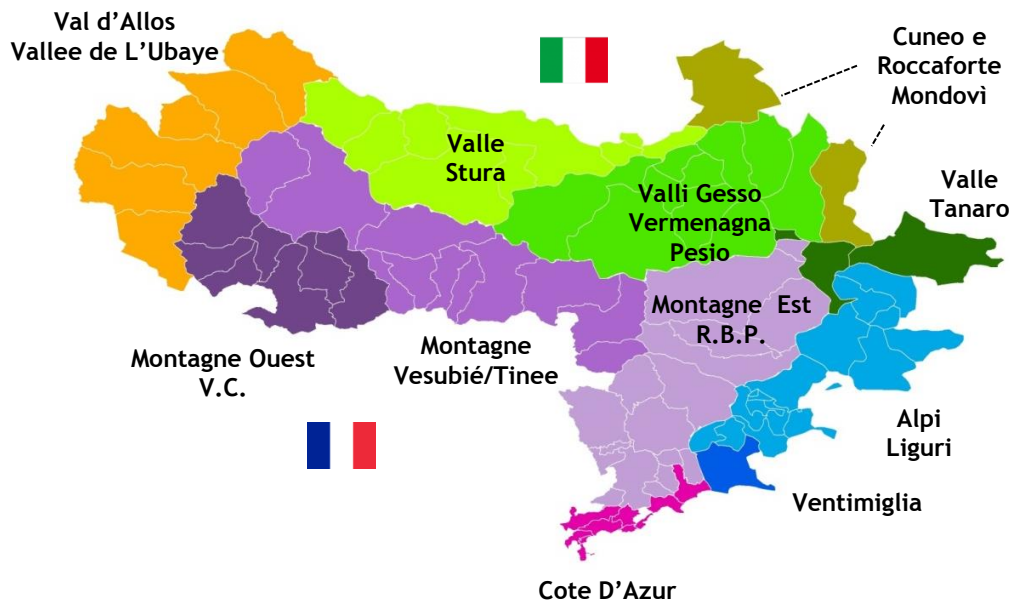 Val d’Allos
Vallee de L’Ubaye
Cuneo e
Roccaforte
Mondovì
Valle
Stura
Valli Gesso
Vermenagna
Pesio
Valle
Tanaro
Montagne Est
R.B.P.
Montagne Ouest
V.C.
Montagne
Vesubié/Tinee
Alpi
Liguri
Ventimiglia
Cote D’Azur